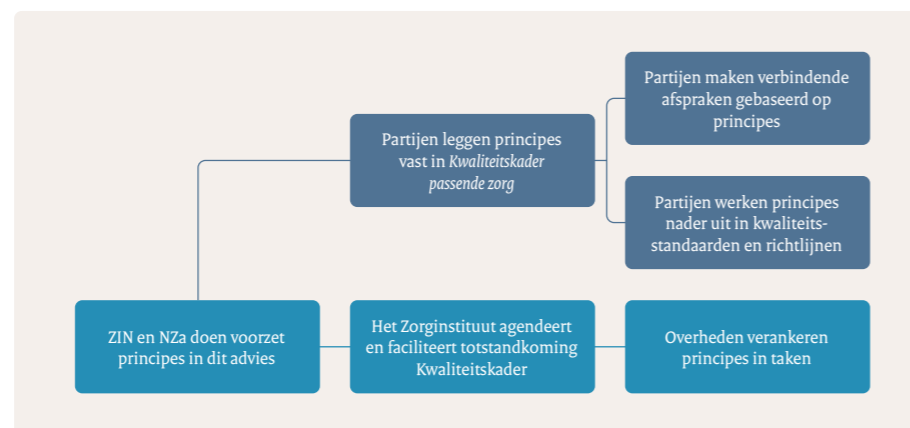 Partijen maken verbindende
afspraken gebaseerd op
principes
Partijen leggen principes
vast in Kwaliteitskader
passende zorg
Partijen werken principes
nader uit in kwaliteits-
standaarden en richtlijnen
ZIN en NZa doen voorzet
principes in dit advies
Het Zorginstituut agendeert
en faciliteert totstandkoming
Kwaliteitskader
Overheden verankeren
principes in taken